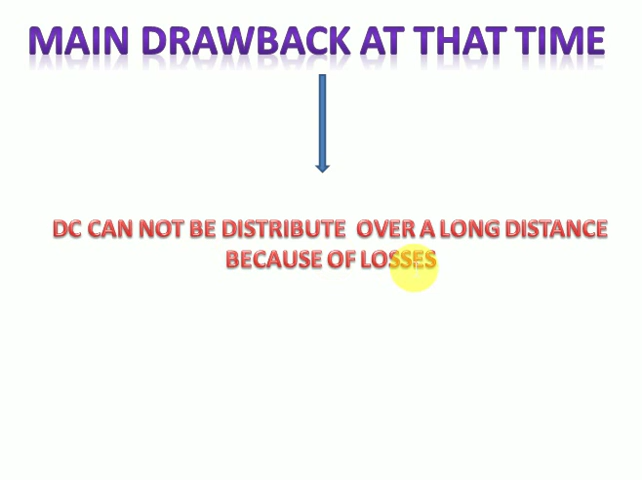 MAIN DRAWBACK AT THAT TIME
DC CAN NOT BE DISTRIBUTE OVER A LONG DISTANCE
BECAUSE OF LOSSES